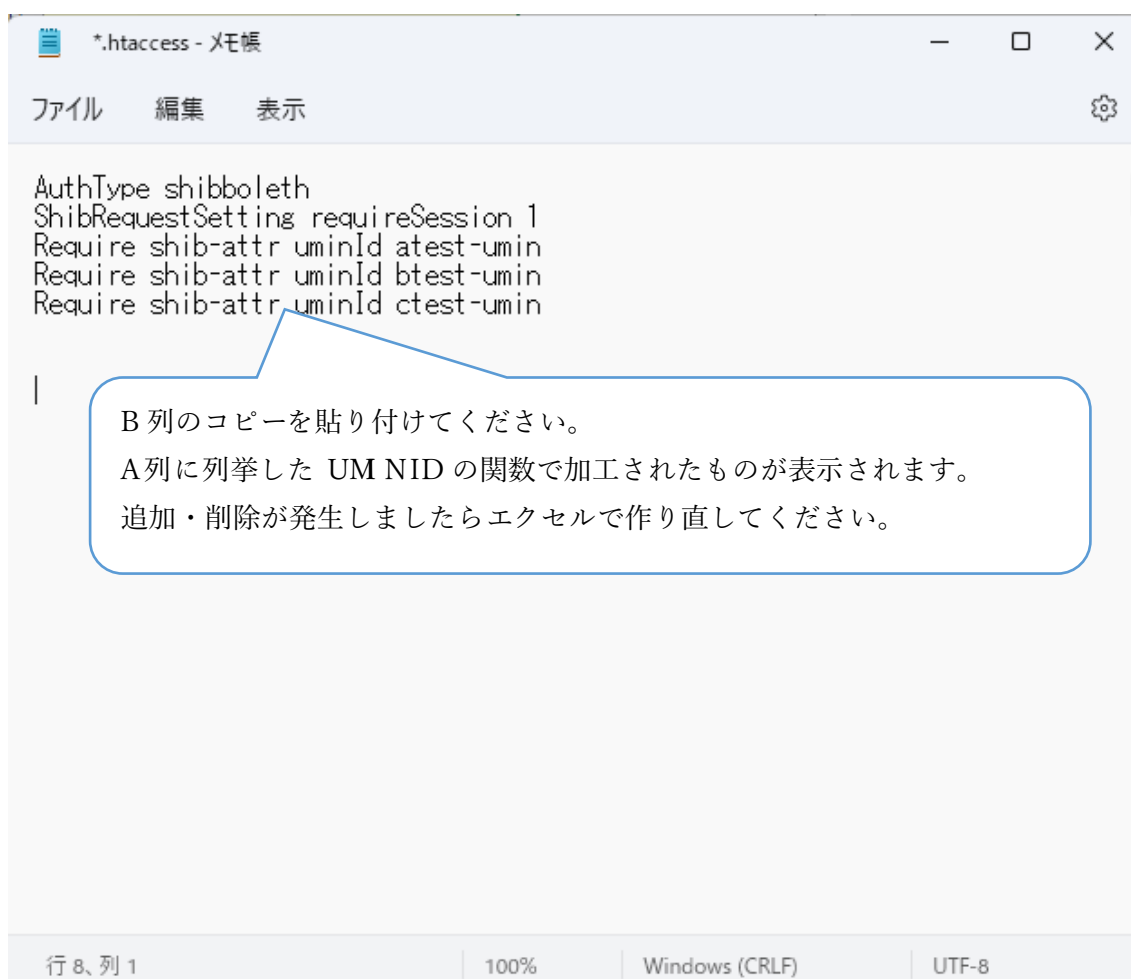 *.htaccess - メモ帳
ファイル 編集 表示
AuthType shibboleth
ShibRequestSetting requireSession 1
Require shib-attr uminId atest-umin
Require shib-attr uminId btest-umin
Require shib-attr uminId ctest-umin
B 列のコピーを貼り付けてください。
A列に列挙した UM NID の関数で加工されたものが表示されます。
追加・削除が発生しましたらエクセルで作り直してください。
行 8、列 1 100% Windows (CRLF) UTF-8